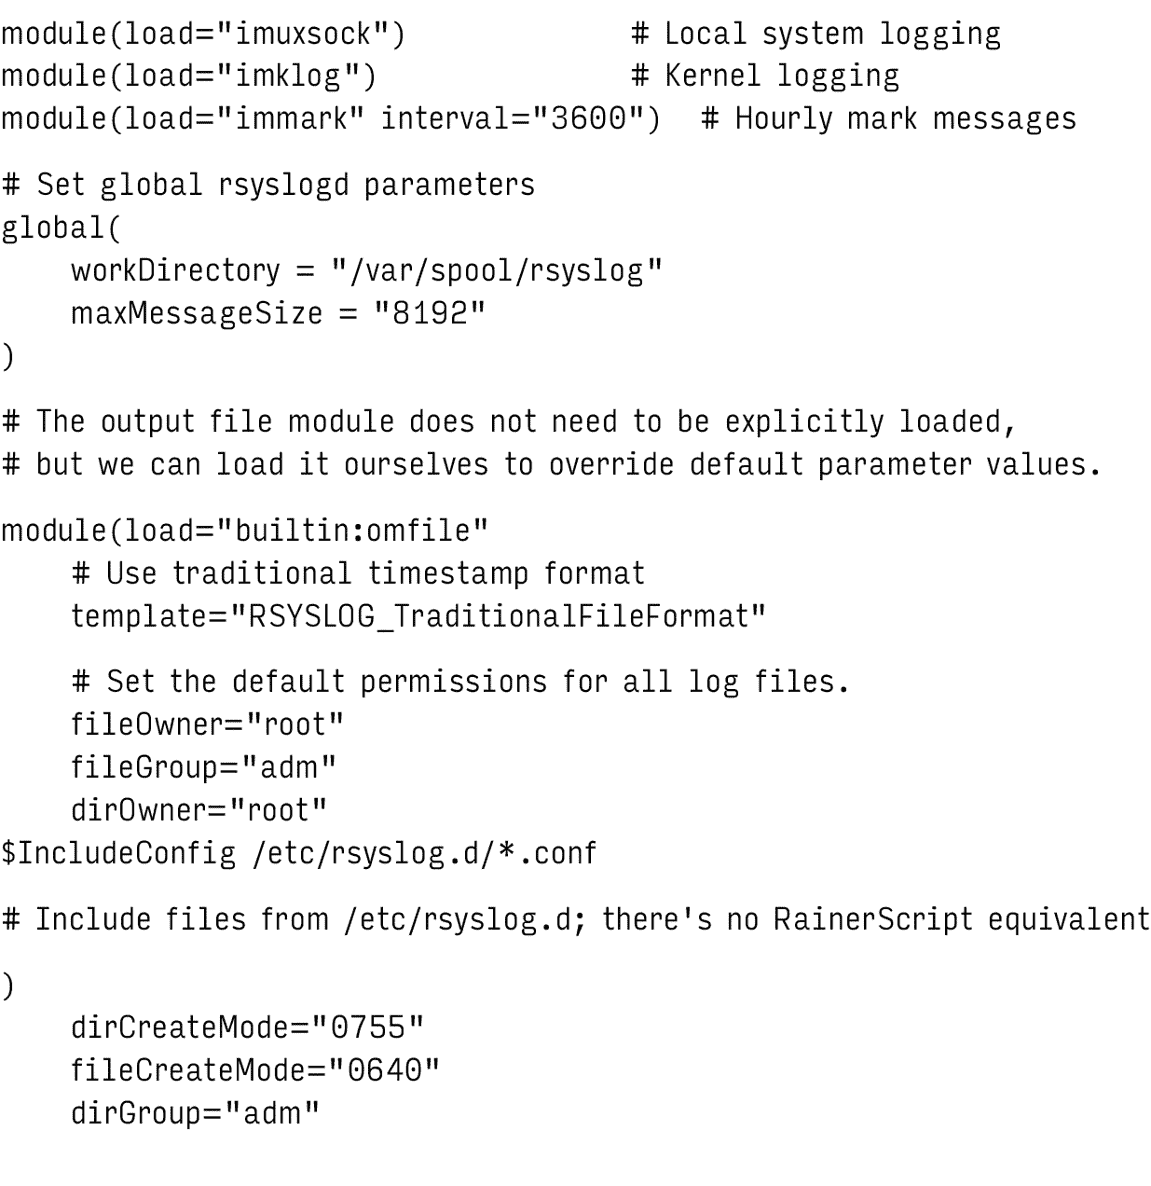 module(load="imuxsock")                # Local system logging
module(load="imklog")                  # Kernel logging
module(load="immark" interval="3600")  # Hourly mark messages
# Set global rsyslogd parameters
global(
    workDirectory = "/var/spool/rsyslog"
    maxMessageSize = "8192"
)
# The output file module does not need to be explicitly loaded,
# but we can load it ourselves to override default parameter values.
module(load="builtin:omfile"
    # Use traditional timestamp format
    template="RSYSLOG_TraditionalFileFormat"
    # Set the default permissions for all log files.
    fileOwner="root"
    fileGroup="adm"
    dirOwner="root"
$IncludeConfig /etc/rsyslog.d/*.conf
# Include files from /etc/rsyslog.d; there's no RainerScript equivalent
)
    dirCreateMode="0755"
    fileCreateMode="0640"
    dirGroup="adm"